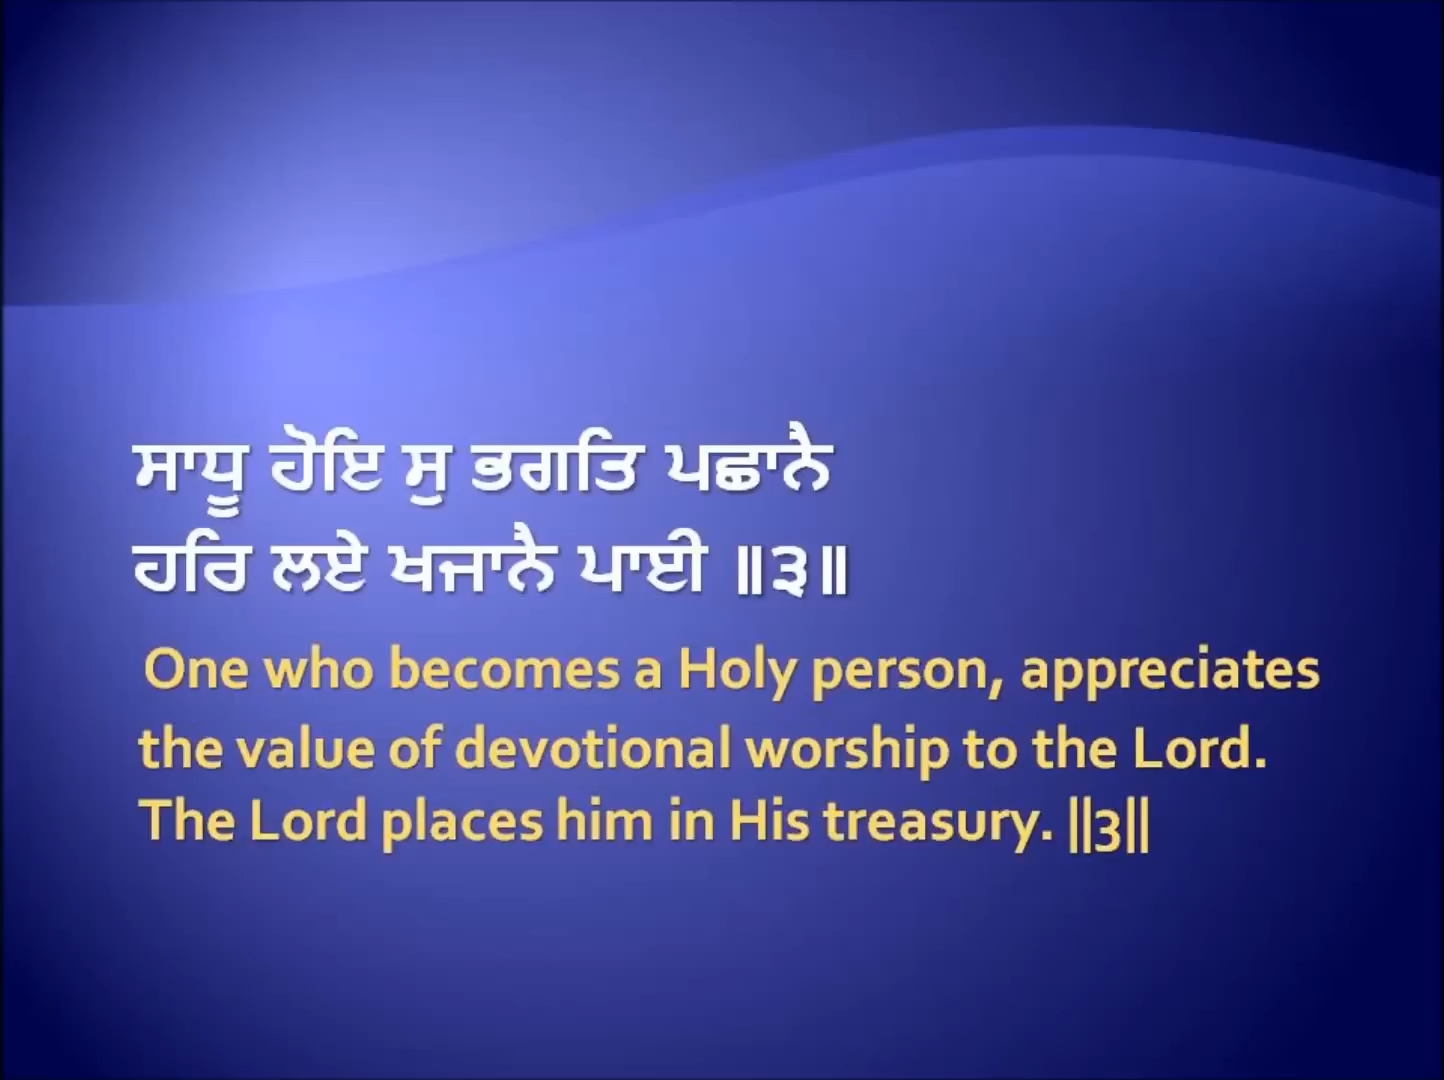 ਸਾਧੂ ਹੋਇ ਸੁ ਭਗਤਿ ਪਛਾਨੈ
ਹਰਿ ਲਏ ਖਜਾਨੈ ਪਾਈ ॥੩॥
One who becomes a Holy person, appreciates
the value of devotional worship to the Lord.
The Lord places him in His treasury. ||3||